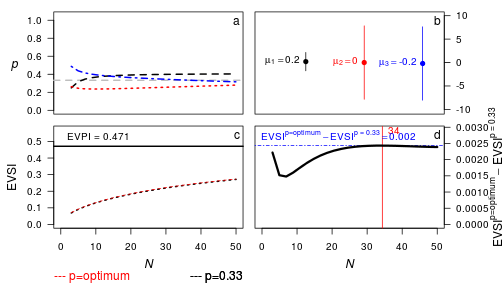 a
1.0
0.8
0.6
0.4
0.2
0.0
p
b
μ1 = 0.2
μ2 = 0
μ3 = -0.2
10
5
0
-5
-10
c
EVPI = 0.471
0.5
0.4
0.3
0.2
0.1
0.0
EVSI
0 10 20 30 40 50
N
d
EVSIp=optimum − EVSIp = 0.33 = 0.002
34
0.0030
0.0025
0.0020
0.0015
0.0010
0.0005
0.0000
EVSIp=optimum − EVSIp = 0.33
0 10 20 30 40 50
N
--- p=optimum
--- p=0.33